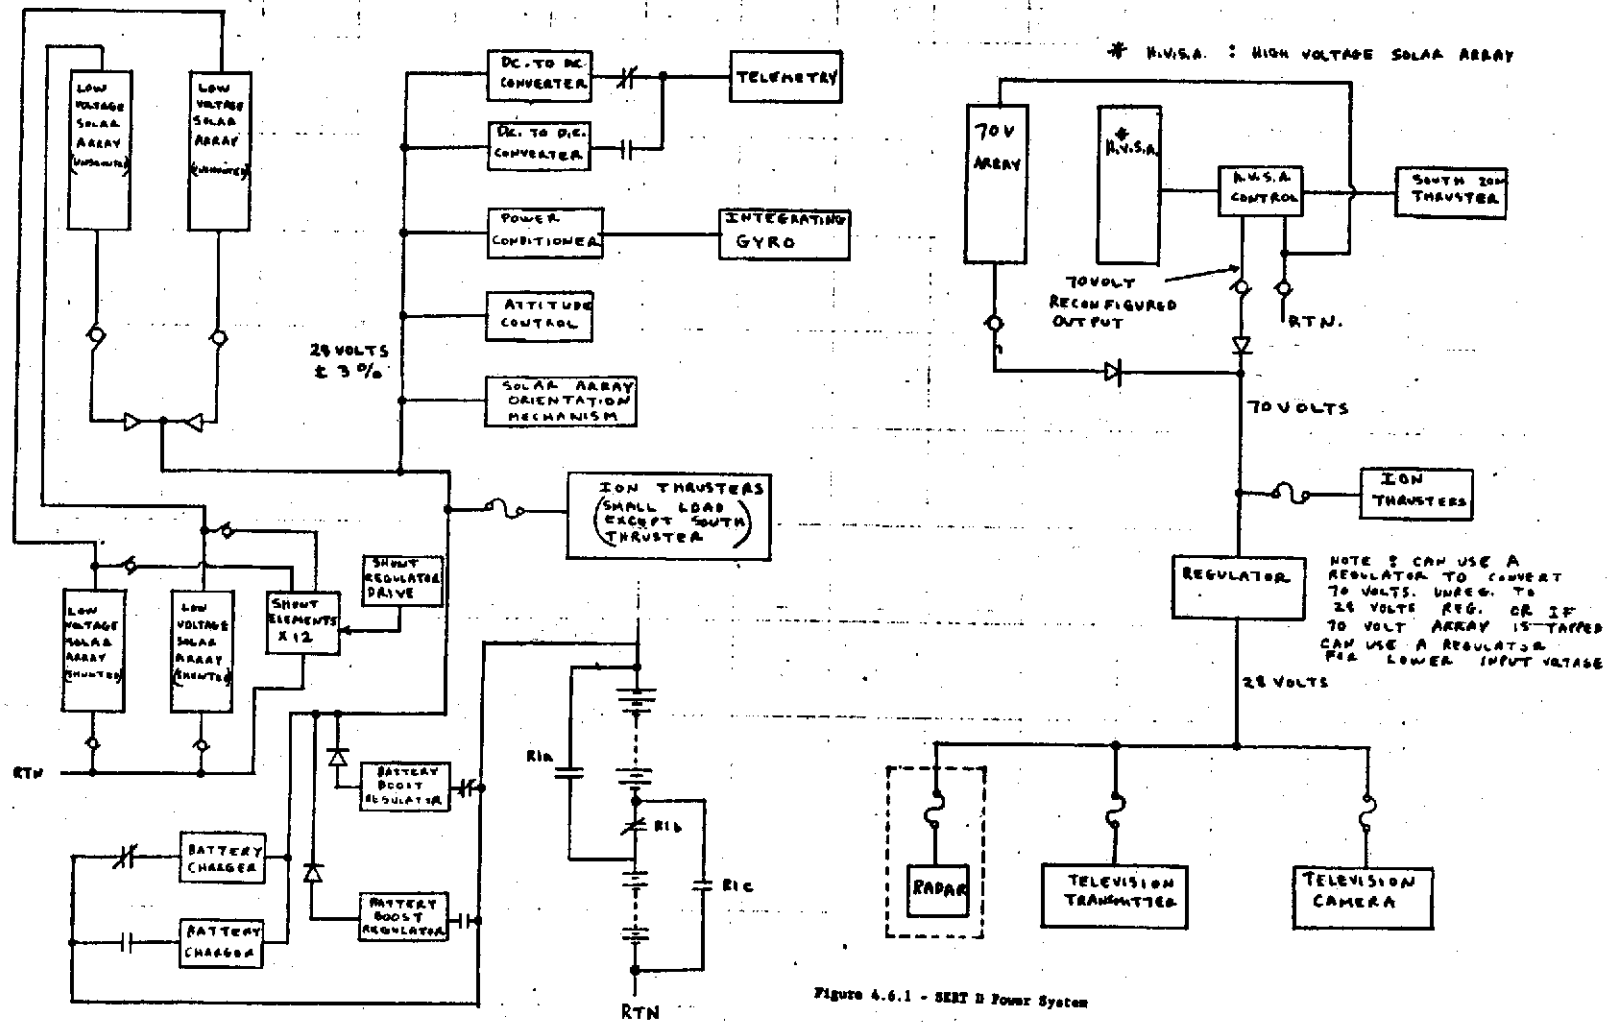 * H.V.S.A. : HIGH VOLTAGE SOLAR ARRAY
LOW
VOLTAGE
SOLAR
ARRAY
(UNSHUNTED)
LOW
VOLTAGE
SOLAR
ARRAY
(UNSHUNTED)
DC. TO DC.
CONVERTER
TELEMETRY
DC. TO D.C.
CONVERTER
POWER
CONDITIONER
INTEGRATING
GYRO
ATTITUDE
CONTROL
28 VOLTS
± 3%
SOLAR ARRAY
ORIENTATION
MECHANISM
70V
ARRAY
*
H.V.S.A.
H.V.S.A.
CONTROL
SOUTH 20cm
THRUSTER
70 VOLT
RECONFIGURED
OUTPUT
RTN.
70 VOLTS
ION THRUSTERS
(SMALL LOAD
EXCEPT SOUTH
THRUSTER)
ION
THRUSTERS
SHUNT
REGULATOR
DRIVE
LOW
VOLTAGE
SOLAR
ARRAY
(SHUNTED)
LOW
VOLTAGE
SOLAR
ARRAY
(SHUNTED)
SHUNT
ELEMENTS
X 12
REGULATOR
NOTE : CAN USE A
REGULATOR TO CONVERT
70 VOLTS. UNREG. TO
28 VOLTS REG. OR IF
70 VOLT ARRAY IS TAPPED
CAN USE A REGULATOR
FOR LOWER INPUT VOLTAGE
28 VOLTS
RTN
BATTERY
BOOST
REGULATOR
R1a
R1b
R1c
BATTERY
CHARGER
BATTERY
BOOST
REGULATOR
BATTERY
CHARGOR
RADAR
TELEVISION
TRANSMITTER
TELEVISION
CAMERA
RTN
Figure 4.6.1 - SERT D Power System